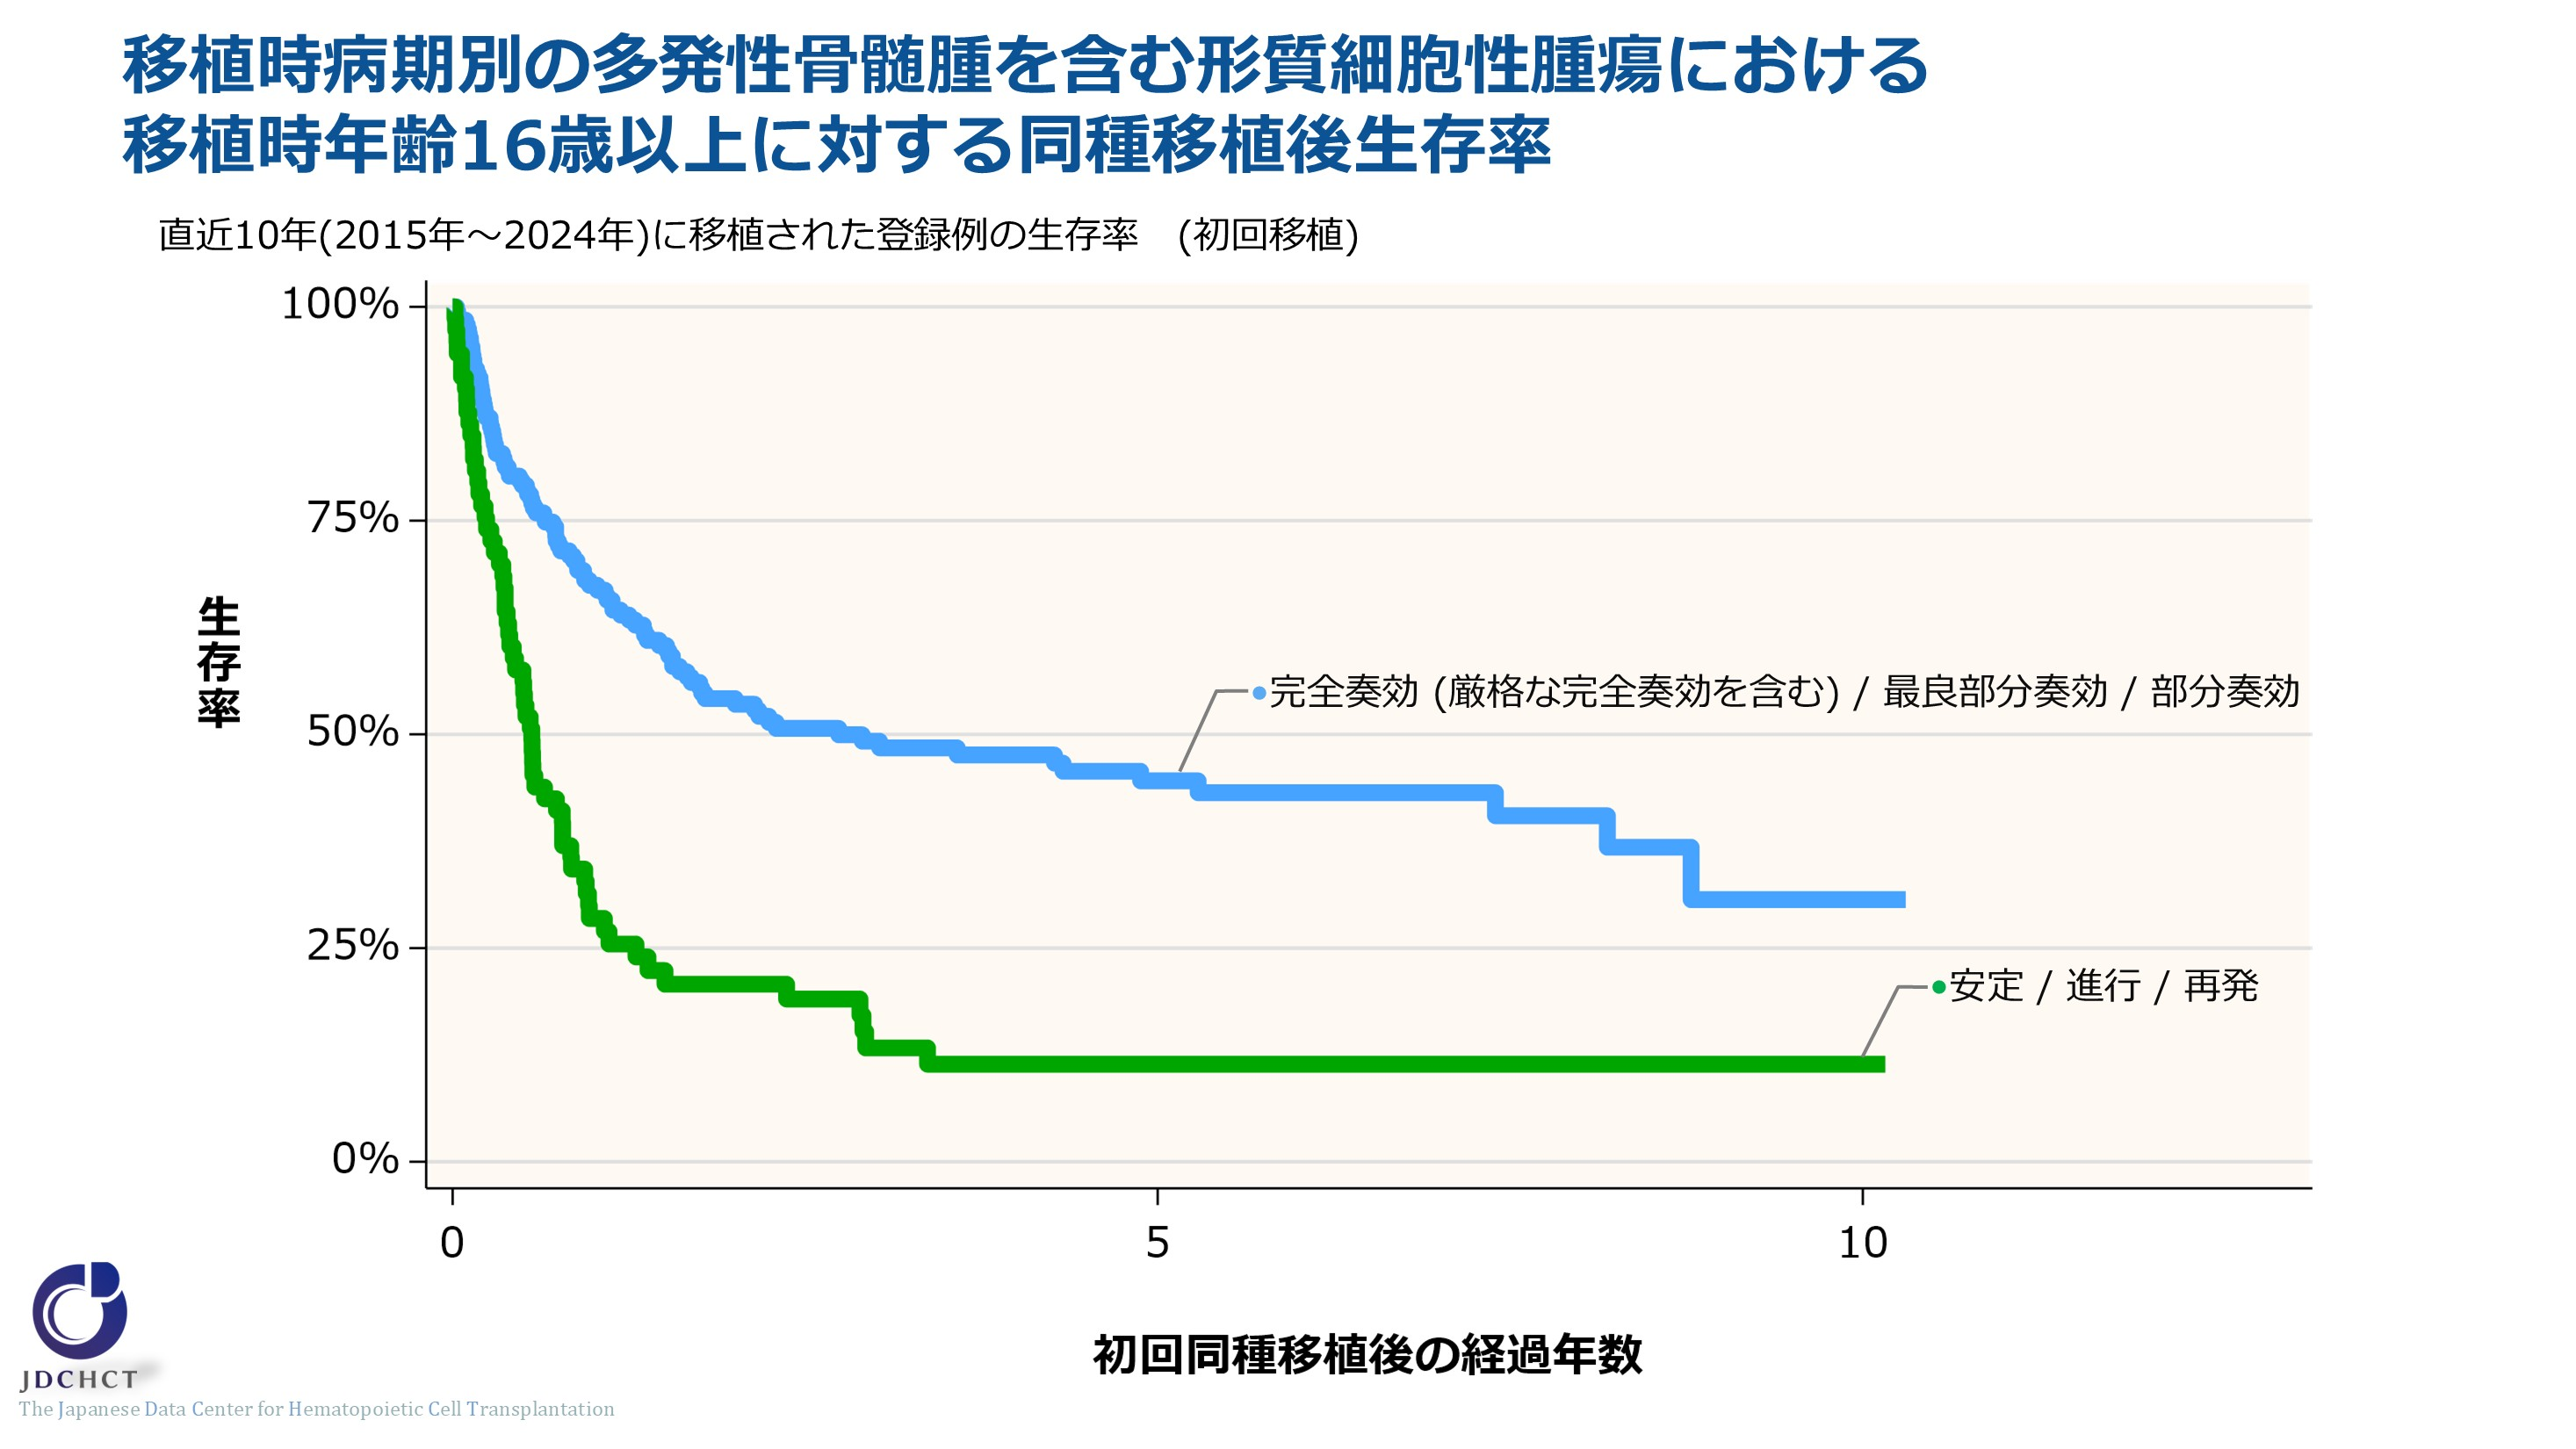 移植時病期別の多発性骨髄腫を含む形質細胞性腫瘍における
移植時年齢16歳以上に対する同種移植後生存率
直近10年(2015年～2024年)に移植された登録例の生存率　(初回移植)
100%
75%
50%
25%
0%
生存率
完全奏効 (厳格な完全奏効を含む) / 最良部分奏効 / 部分奏効
安定 / 進行 / 再発
0
5
10
初回同種移植後の経過年数
JDCHCT
The Japanese Data Center for Hematopoietic Cell Transplantation